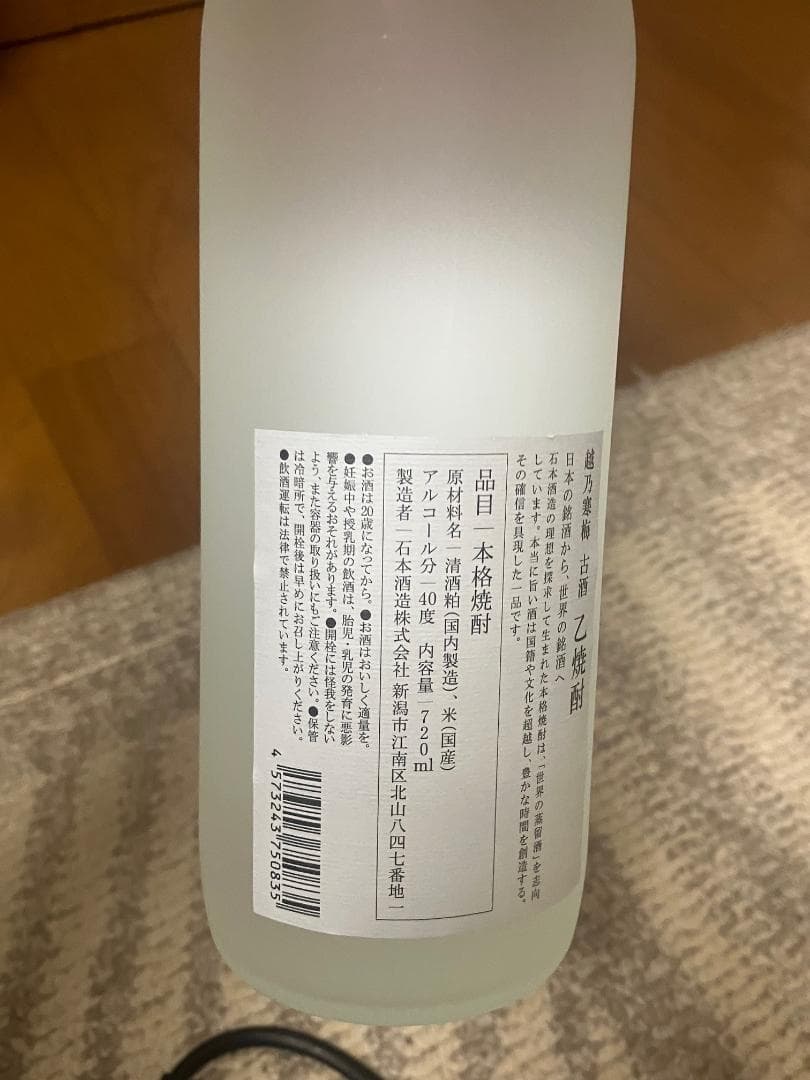 越乃寒梅 古酒 乙焼酎
日本の銘酒から、世界の銘酒へ
石本酒造の理想を探求して生まれた本格焼酎は、「世界の蒸留酒」を志向
しています。本当に旨い酒は国籍や文化を超越し、豊かな時間を創造する。
その確信を具現した一品です。
品目 本格焼酎
原材料名 清酒粕(国内製造)、米(国産)
アルコール分 40度 内容量 720ml
製造者 石本酒造株式会社 新潟市江南区北山八四七番地一
●お酒は20歳になってから。●お酒はおいしく適量を。
●妊娠中や授乳期の飲酒は、胎児・乳児の発育に悪影
響を与えるおそれがあります。●開栓には怪我をしない
よう、また容器の取り扱いにもご注意ください。●保管
は冷暗所で、開栓後は早めにお召し上がりください。
●飲酒運転は法律で禁止されています。
4573243750835